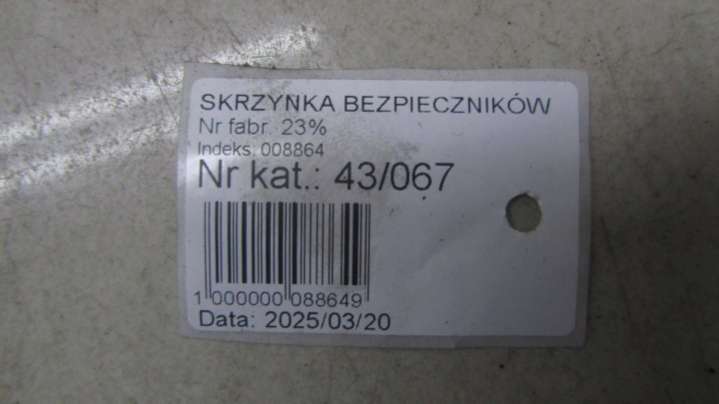 SKRZYNKA BEZPIECZNIKÓW
Nr fabr. 23%
Indeks: 008864
Nr kat.: 43/067
1 000000 088649
Data: 2025/03/20